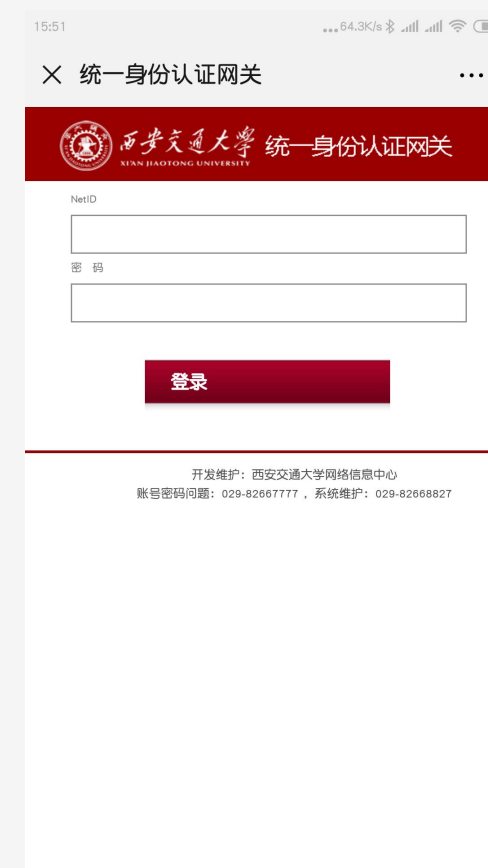 15:51 ...64.3K/s
统一身份认证网关
西安交通大学 统一身份认证网关
XI'AN JIAOTONG UNIVERSITY
NetID
密 码
登录
开发维护：西安交通大学网络信息中心
账号密码问题：029-82667777 ，系统维护：029-82668827